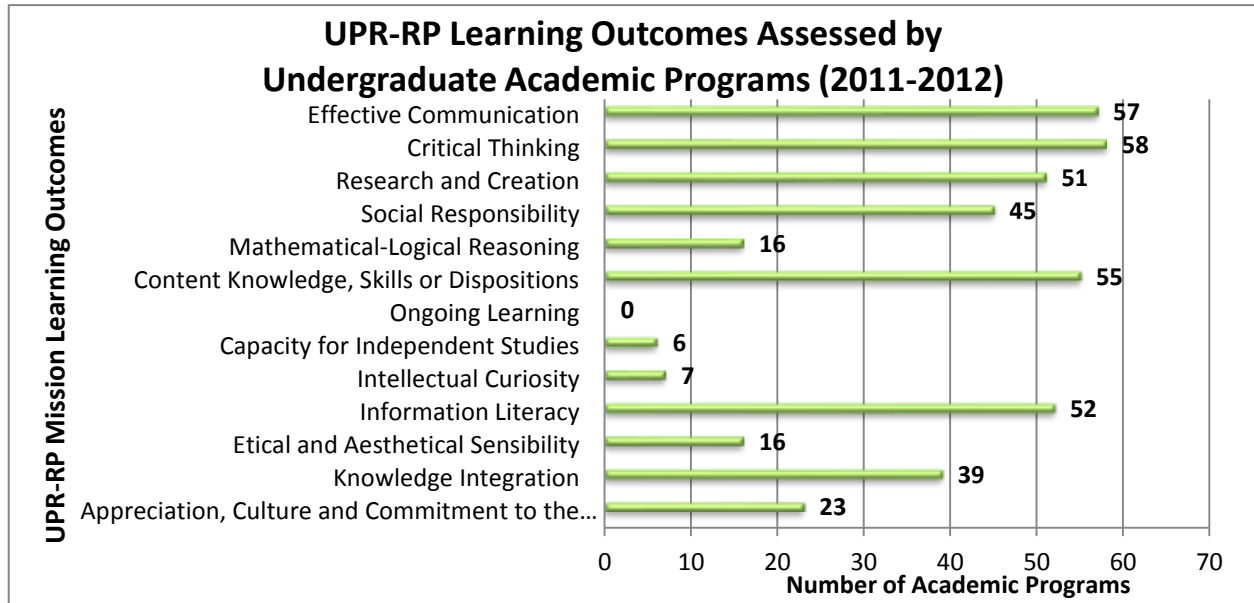 UPR-RP Learning Outcomes Assessed by
Undergraduate Academic Programs (2011-2012)
UPR-RP Mission Learning Outcomes
Effective Communication 57
Critical Thinking 58
Research and Creation 51
Social Responsibility 45
Mathematical-Logical Reasoning 16
Content Knowledge, Skills or Dispositions 55
Ongoing Learning 0
Capacity for Independent Studies 6
Intellectual Curiosity 7
Information Literacy 52
Etical and Aesthetical Sensibility 16
Knowledge Integration 39
Appreciation, Culture and Commitment to the… 23
0 10 20 30 40 50 60 70
Number of Academic Programs